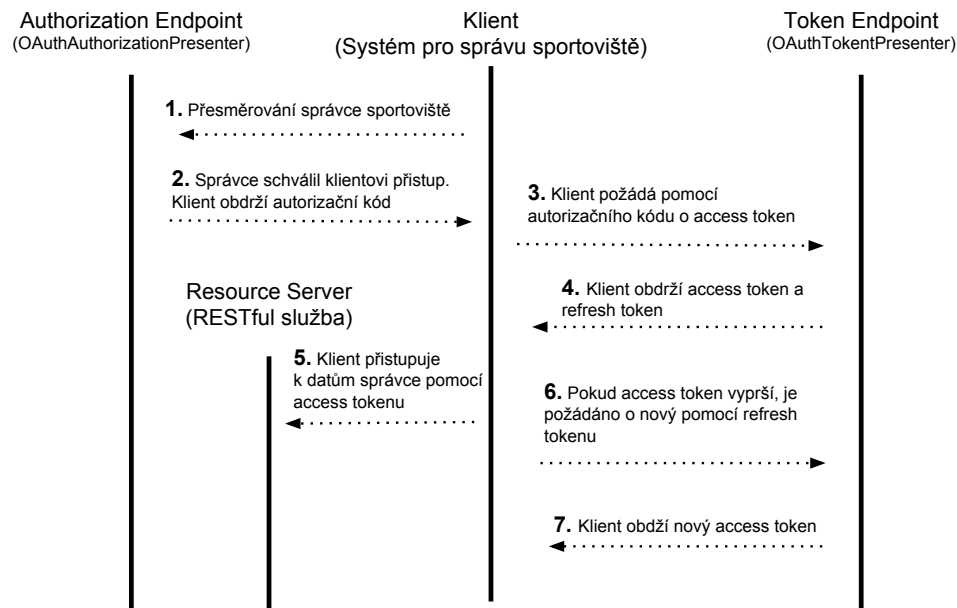 Authorization Endpoint
(OAuthAuthorizationPresenter)
Klient
(Systém pro správu sportoviště)
Token Endpoint
(OAuthTokentPresenter)
1. Přesměrování správce sportoviště
2. Správce schválil klientovi přistup.
Klient obdrží autorizační kód
3. Klient požádá pomocí
autorizačního kódu o access token
4. Klient obdrží access token a
refresh token
Resource Server
(RESTful služba)
5. Klient přistupuje
k datům správce pomocí
access tokenu
6. Pokud access token vyprší, je
požádáno o nový pomocí refresh
tokenu
7. Klient obdží nový access token